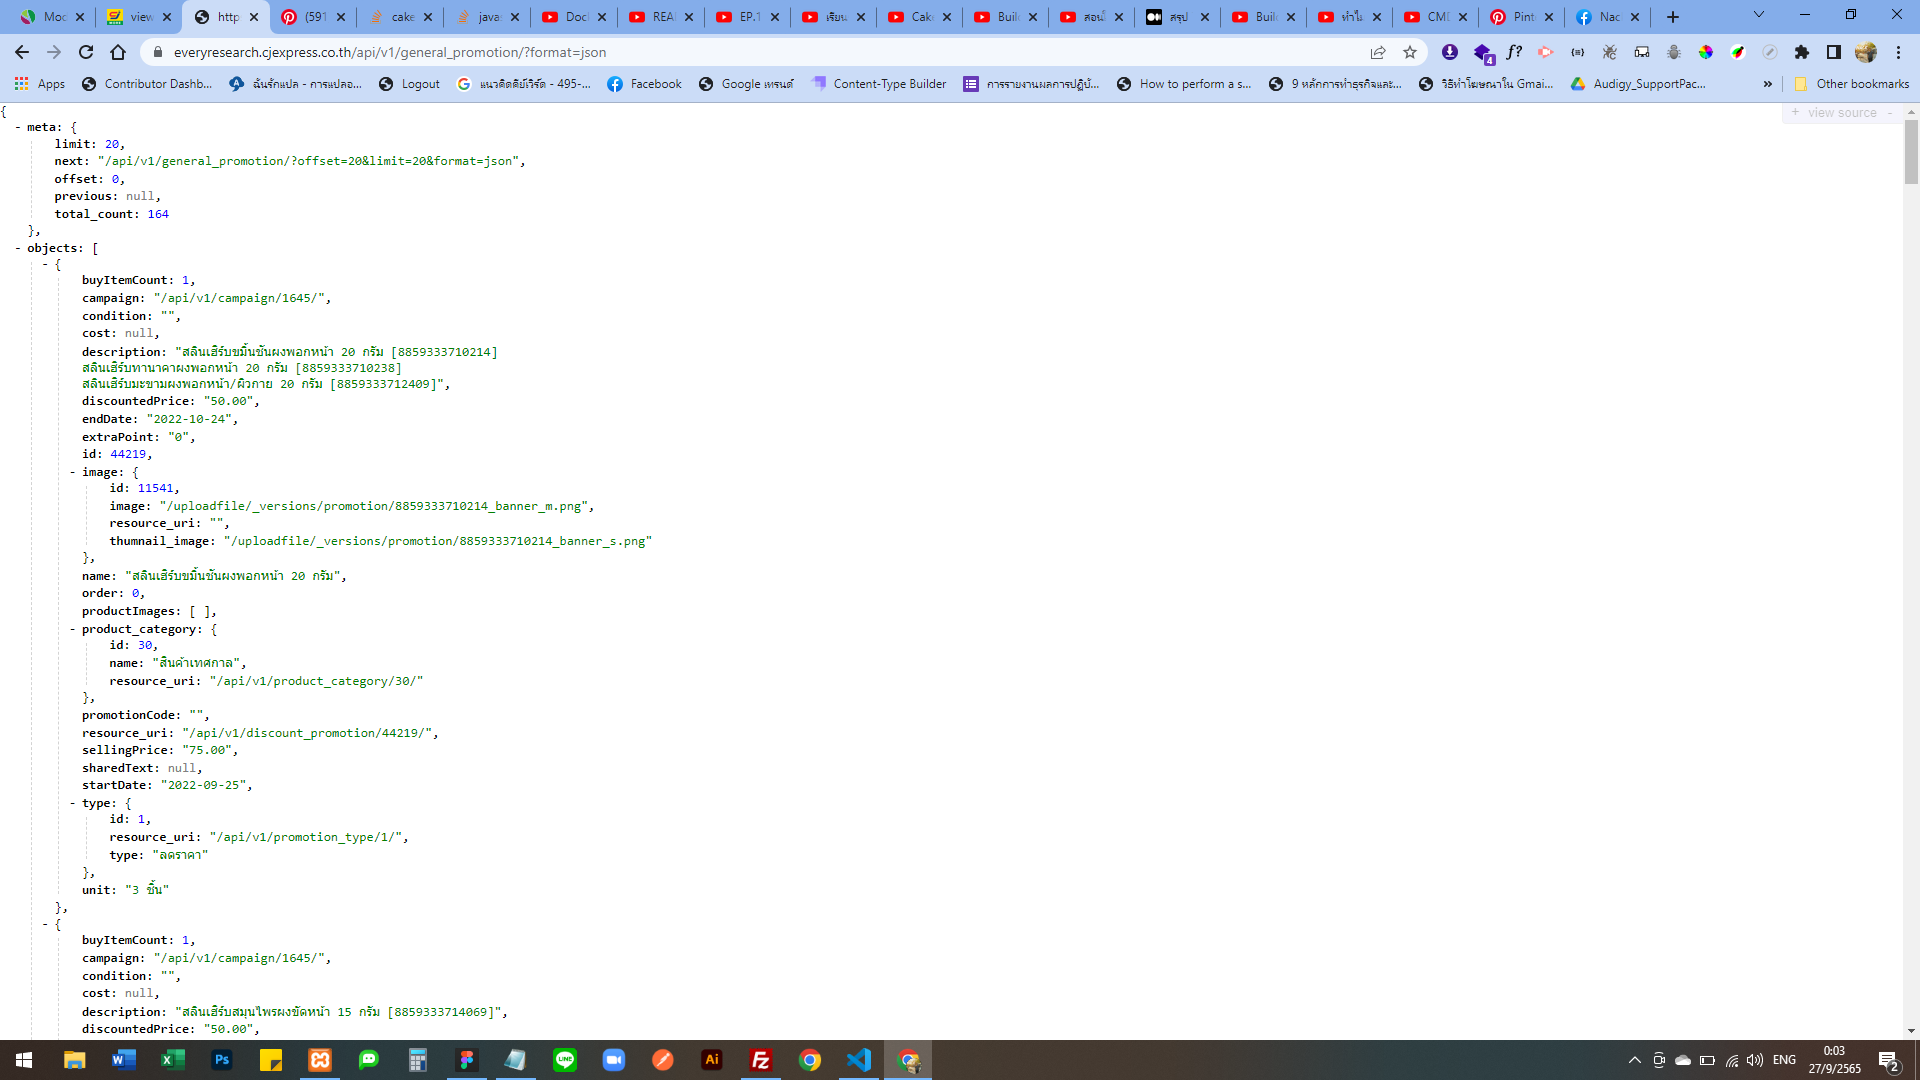 Moc
view
http
(591
cake
java:
Doc
REA
EP.1
เรียน
Cak
Buil
สอน
สรุป
Buil
ทำไม
CMD
Pint
Nac
everyresearch.cjexpress.co.th/api/v1/general_promotion/?format=json
4
Apps
Contributor Dashb...
ฉันรักแปล - การแปลอ...
Logout
แนวคิดคีย์เวิร์ด - 495-...
Facebook
Google เทรนด์
Content-Type Builder
การรายงานผลการปฏิบั...
How to perform a s...
9 หลักการทำธุรกิจและ...
วิธีทำโฆษณาใน Gmai...
Audigy_SupportPac...
»
Other bookmarks
+ view source -
{
- meta: {
limit: 20,
next: "/api/v1/general_promotion/?offset=20&limit=20&format=json",
offset: 0,
previous: null,
total_count: 164
},
- objects: [
- {
buyItemCount: 1,
campaign: "/api/v1/campaign/1645/",
condition: "",
cost: null,
description: "สลินเฮิร์บขมิ้นชันผงพอกหน้า 20 กรัม [8859333710214]
สลินเฮิร์บทานาคาผงพอกหน้า 20 กรัม [8859333710238]
สลินเฮิร์บมะขามผงพอกหน้า/ผิวกาย 20 กรัม [8859333712409]",
discountedPrice: "50.00",
endDate: "2022-10-24",
extraPoint: "0",
id: 44219,
- image: {
id: 11541,
image: "/uploadfile/_versions/promotion/8859333710214_banner_m.png",
resource_uri: "",
thumnail_image: "/uploadfile/_versions/promotion/8859333710214_banner_s.png"
},
name: "สลินเฮิร์บขมิ้นชันผงพอกหน้า 20 กรัม",
order: 0,
productImages: [ ],
- product_category: {
id: 30,
name: "สินค้าเทศกาล",
resource_uri: "/api/v1/product_category/30/"
},
promotionCode: "",
resource_uri: "/api/v1/discount_promotion/44219/",
sellingPrice: "75.00",
sharedText: null,
startDate: "2022-09-25",
- type: {
id: 1,
resource_uri: "/api/v1/promotion_type/1/",
type: "ลดราคา"
},
unit: "3 ชิ้น"
},
- {
buyItemCount: 1,
campaign: "/api/v1/campaign/1645/",
condition: "",
cost: null,
description: "สลินเฮิร์บสมุนไพรผงขัดหน้า 15 กรัม [8859333714069]",
discountedPrice: "50.00",
ENG
0:03
27/9/2565
2